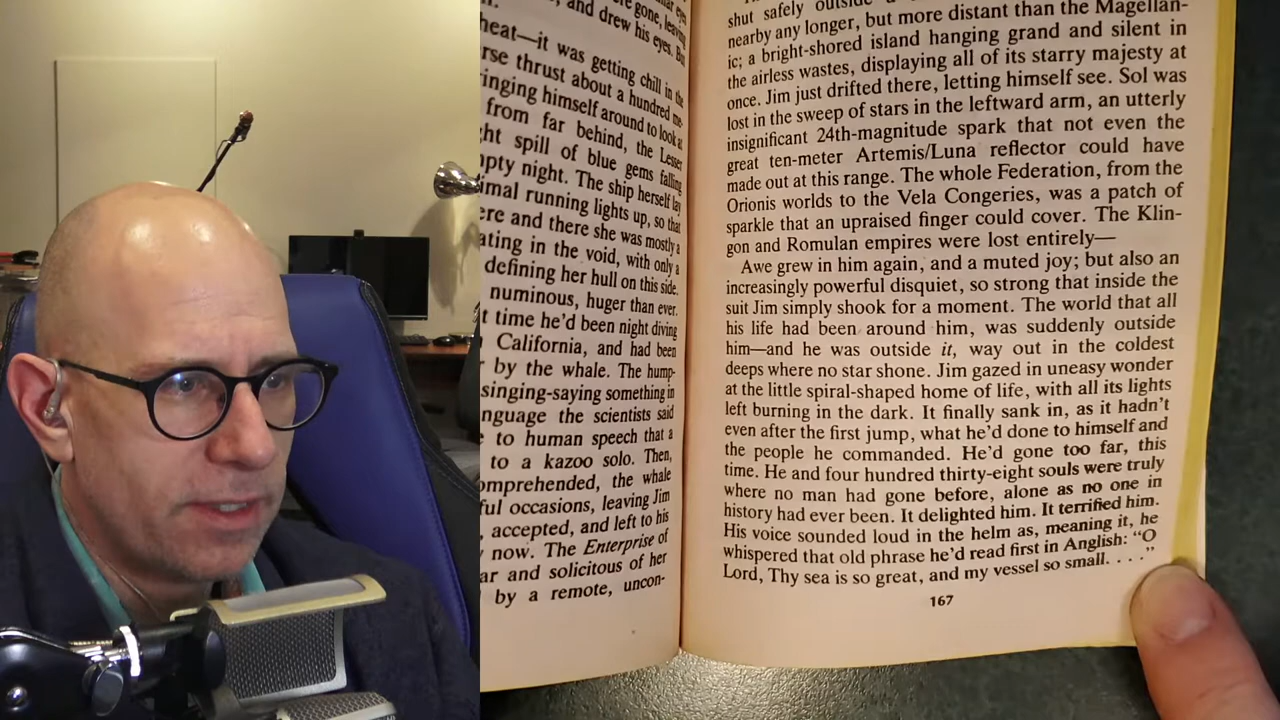 and drew his eyes. But
heat—it was getting chill in the
rse thrust about a hundred me-
inging himself around to look at
from far behind, the Lesser
ht spill of blue gems falling
pty night. The ship herself lay
imal running lights up, so that
ere and there she was mostly a
ating in the void, with only a
defining her hull on this side.
numinous, huger than ever.
t time he'd been night diving
California, and had been
by the whale. The hump-
singing-saying something in
nguage the scientists said
to human speech that a
to a kazoo solo. Then,
omprehended, the whale
ful occasions, leaving Jim
accepted, and left to his
now. The Enterprise of
ar and solicitous of her
by a remote, uncon-
shut safely outside
nearby any longer, but more distant than the Magellan-
ic; a bright-shored island hanging grand and silent in
the airless wastes, displaying all of its starry majesty at
once. Jim just drifted there, letting himself see. Sol was
lost in the sweep of stars in the leftward arm, an utterly
insignificant 24th-magnitude spark that not even the
great ten-meter Artemis/Luna reflector could have
made out at this range. The whole Federation, from the
Orionis worlds to the Vela Congeries, was a patch of
sparkle that an upraised finger could cover. The Klin-
gon and Romulan empires were lost entirely—
Awe grew in him again, and a muted joy; but also an
increasingly powerful disquiet, so strong that inside the
suit Jim simply shook for a moment. The world that all
his life had been around him, was suddenly outside
him—and he was outside it, way out in the coldest
deeps where no star shone. Jim gazed in uneasy wonder
at the little spiral-shaped home of life, with all its lights
left burning in the dark. It finally sank in, as it hadn't
even after the first jump, what he'd done to himself and
the people he commanded. He'd gone too far, this
time. He and four hundred thirty-eight souls were truly
where no man had gone before, alone as no one in
history had ever been. It delighted him. It terrified him.
His voice sounded loud in the helm as, meaning it, he
whispered that old phrase he'd read first in Anglish: "O
Lord, Thy sea is so great, and my vessel so small. . . ."
167